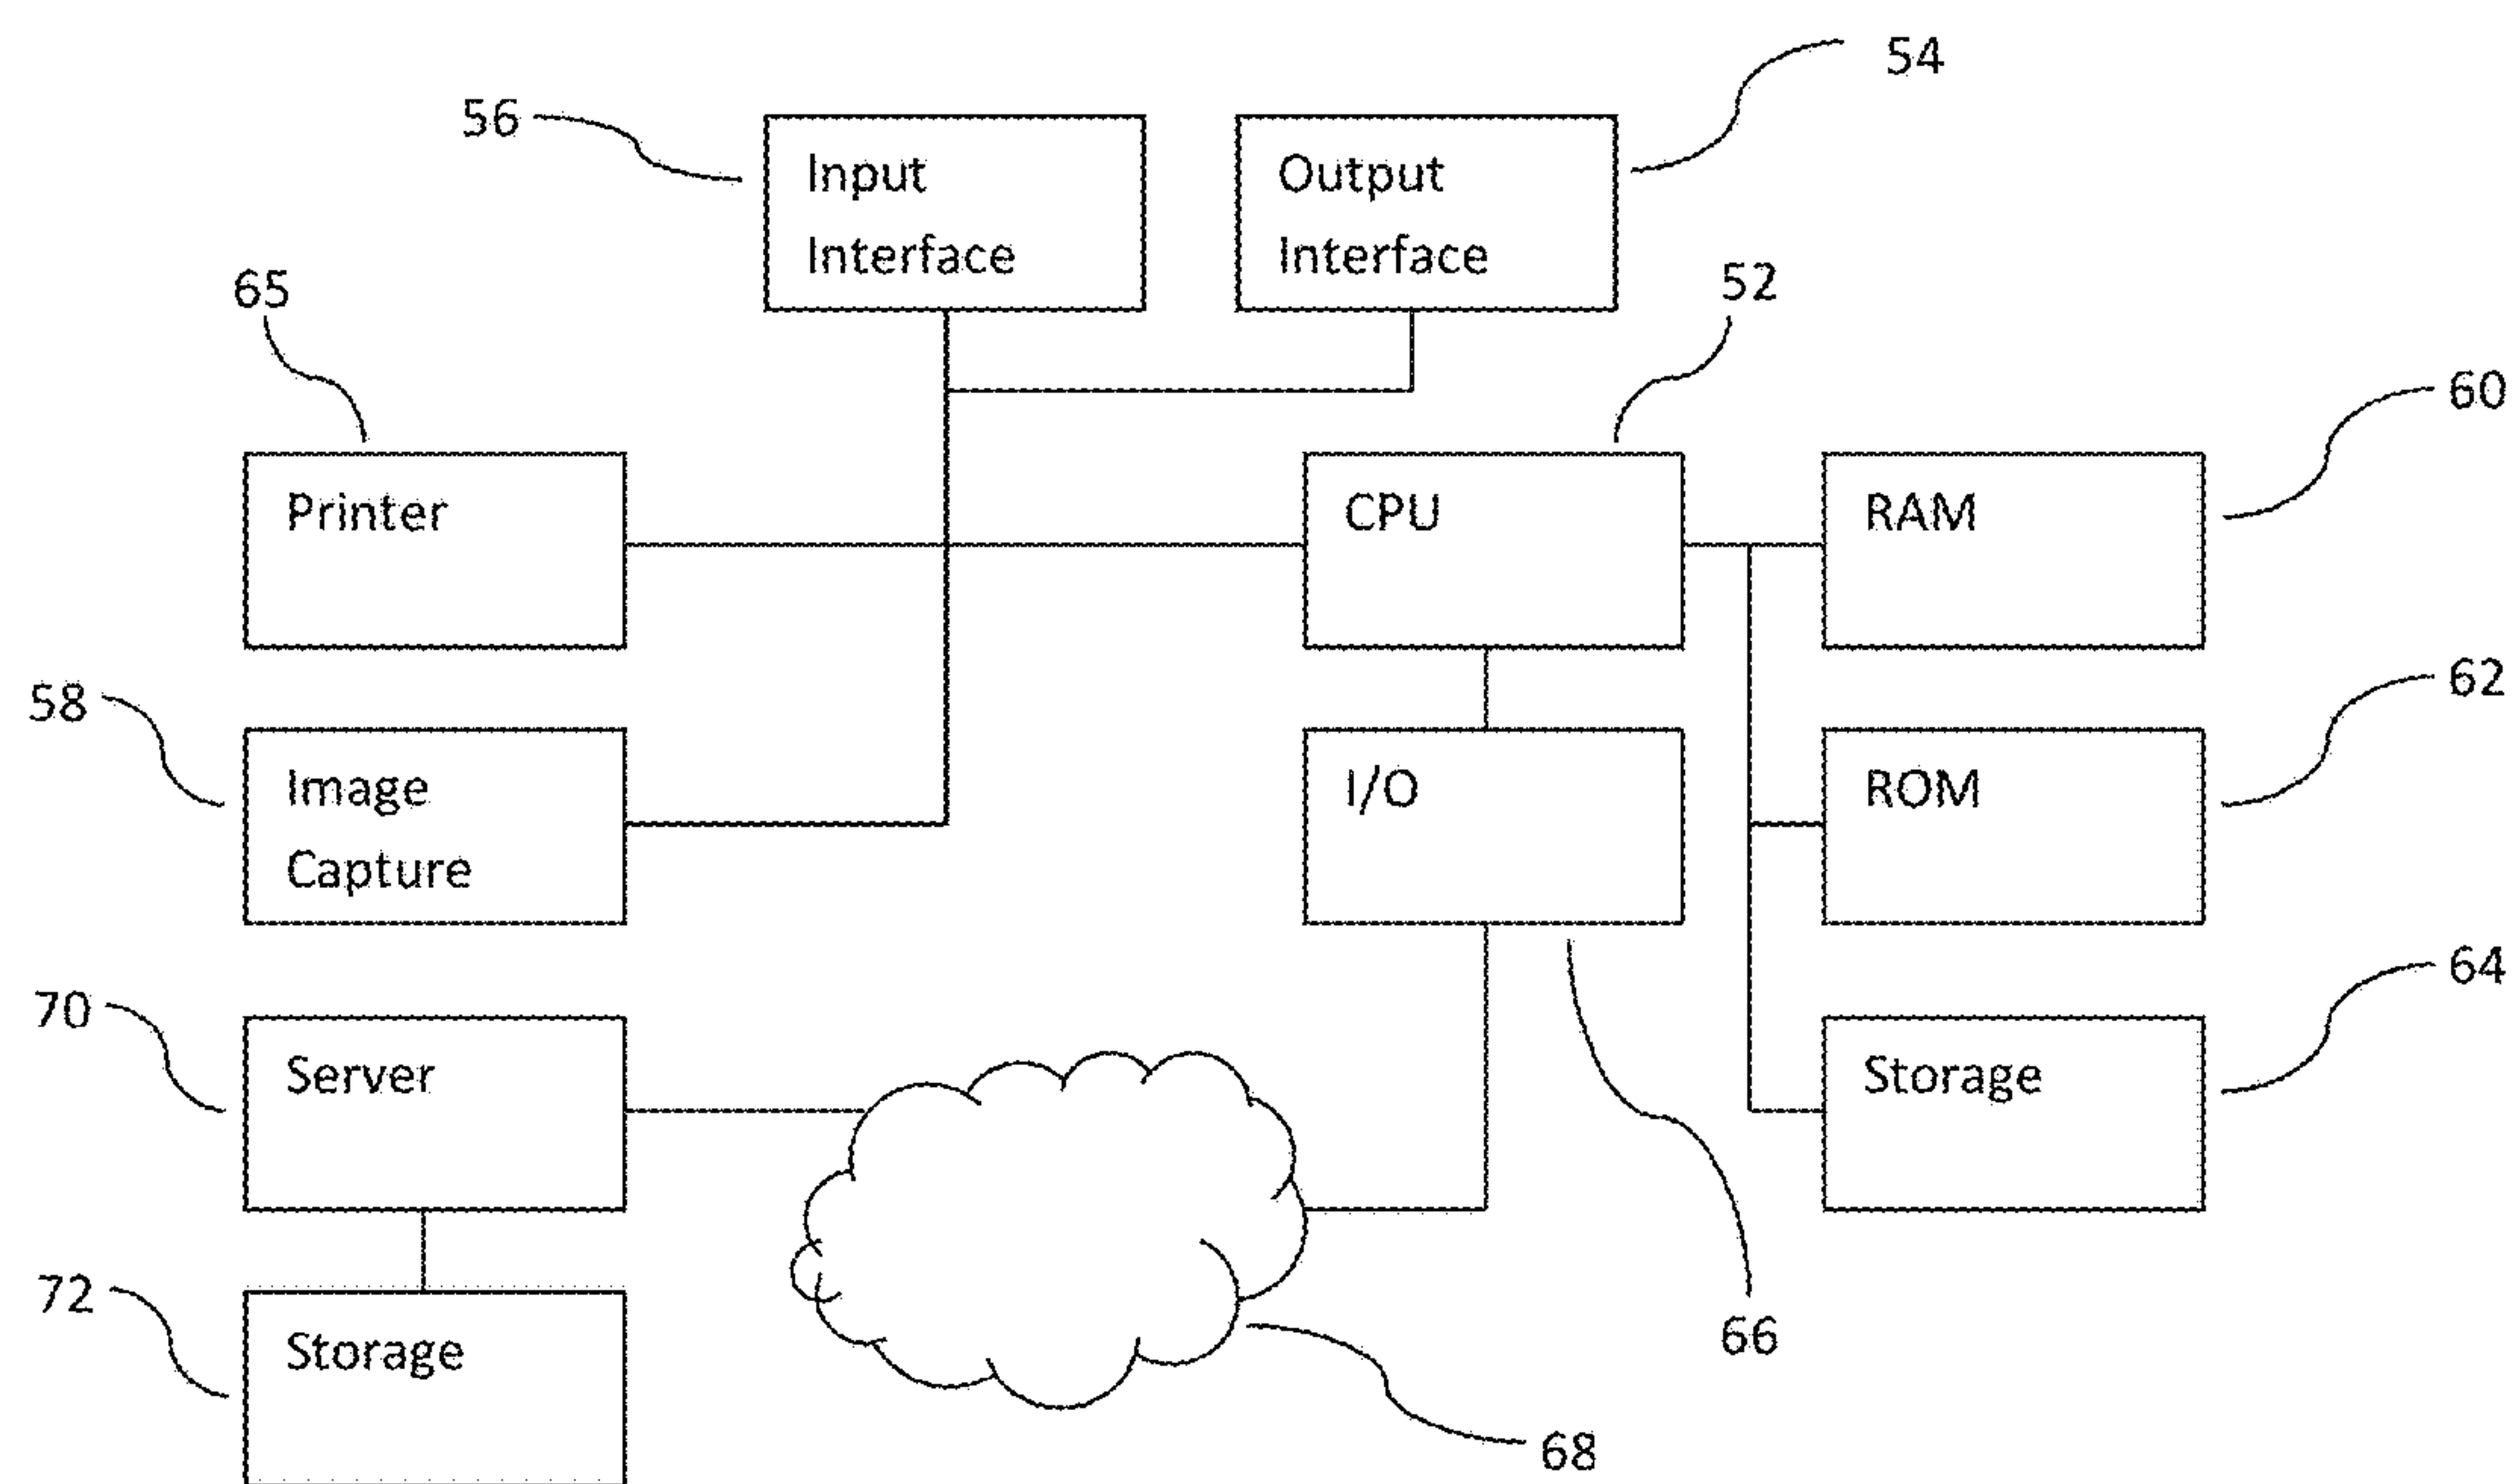 54
56
Input
Interface
Output
Interface
52
65
60
Printer
CPU
RAM
58
62
Image
Capture
I/O
ROM
64
70
Server
Storage
72
66
Storage
68